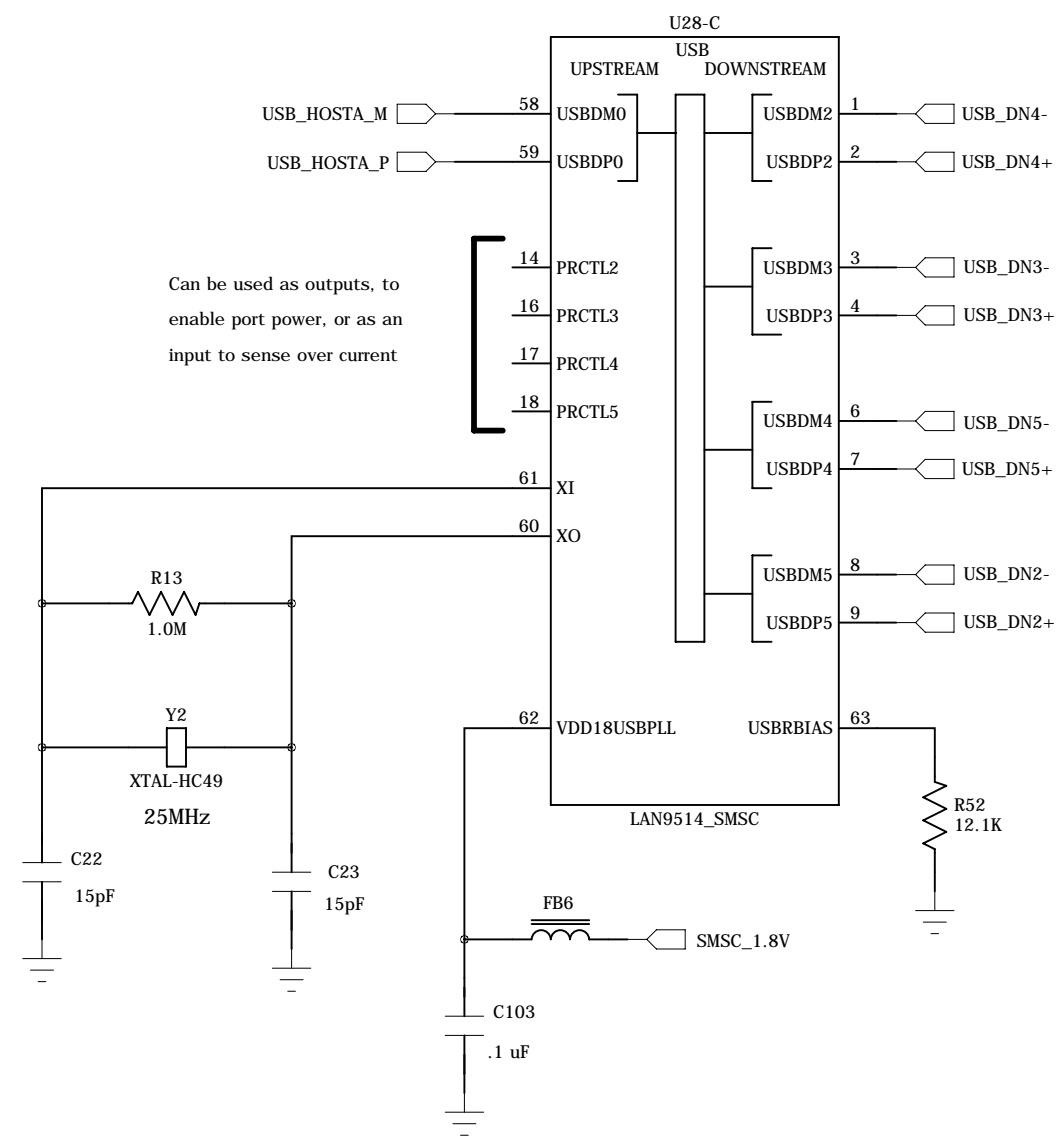 U28-C
USB
UPSTREAM
DOWNSTREAM
USB_HOSTA_M
58
USBDM0
USBDM2
1
USB_DN4-
USB_HOSTA_P
59
USBDP0
USBDP2
2
USB_DN4+
Can be used as outputs, to
enable port power, or as an
input to sense over current
14
PRCTL2
USBDM3
3
USB_DN3-
16
PRCTL3
USBDP3
4
USB_DN3+
17
PRCTL4
18
PRCTL5
USBDM4
6
USB_DN5-
USBDP4
7
USB_DN5+
61
XI
60
XO
USBDM5
8
USB_DN2-
USBDP5
9
USB_DN2+
R13
1.0M
Y2
XTAL-HC49
25MHz
62
VDD18USBPLL
USBRBIAS
63
R52
12.1K
LAN9514_SMSC
C22
15pF
C23
15pF
FB6
SMSC_1.8V
C103
.1 uF